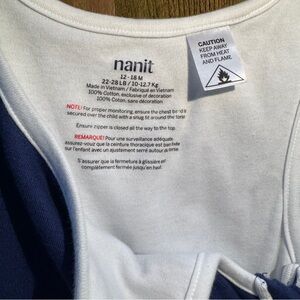 nanit
12 - 18 M
22-28 LB / 10-12.7 Kg
Made in Vietnam / Fabriqué en Vietnam
100% Cotton, exclusive of decoration
100% Coton, sans décoration
NOTE! For proper monitoring, ensure the chest band is
secured over the child with a snug fit around the torso
Ensure zipper is closed all the way to the top.
REMARQUE! Pour une surveillance adéquate
assurez-vous que la ceinture thoracique est bien fixée
sur l'enfant avec un ajustement serré autour du
S'assurer que la fermeture à glissière est
complètement fermée jusqu'en haut.
CAUTION
KEEP AWAY
FROM HEAT
AND FLAME